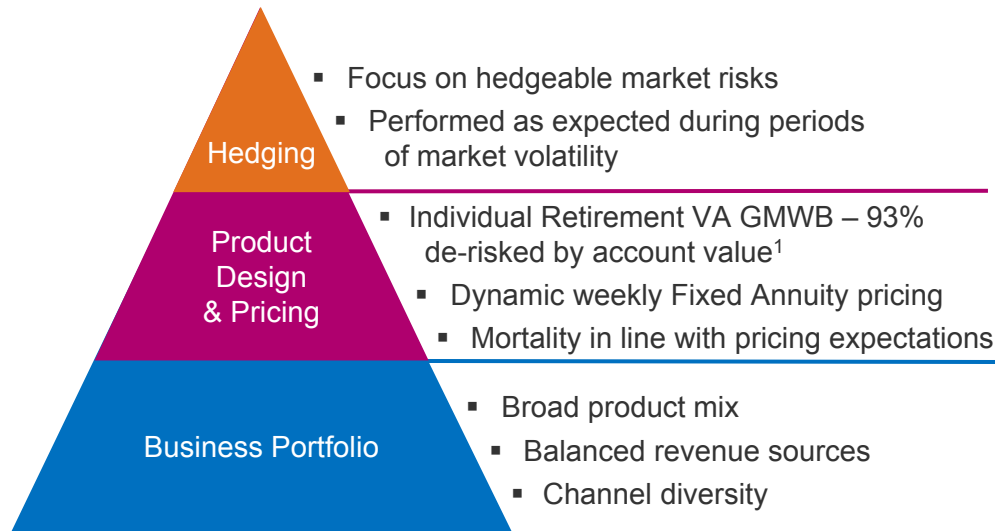 Hedging
▪ Focus on hedgeable market risks
▪ Performed as expected during periods
of market volatility
Product
Design
& Pricing
▪ Individual Retirement VA GMWB – 93%
de-risked by account value¹
▪ Dynamic weekly Fixed Annuity pricing
▪ Mortality in line with pricing expectations
Business Portfolio
▪ Broad product mix
▪ Balanced revenue sources
▪ Channel diversity